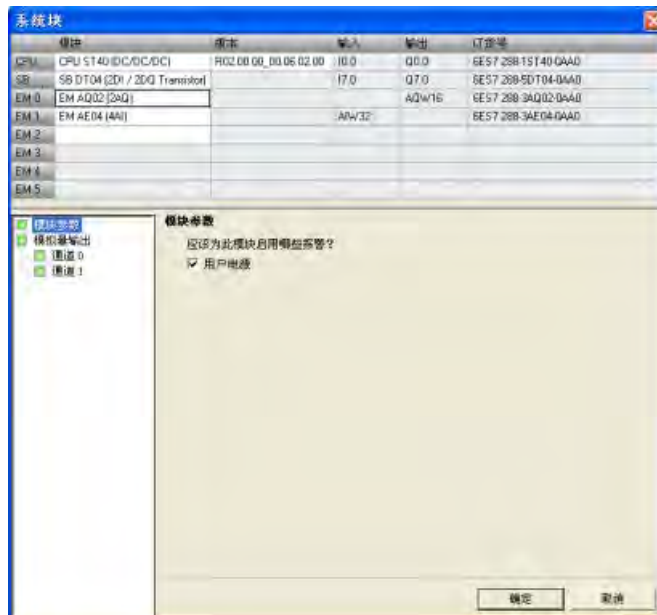 系统块
模块 版本 输入 输出 订货号
CPU CPU ST40 (DC/DC/DC) R02.00.00_00.06.02.00 I0.0 Q0.0 6ES7 288-1ST40-0AA0
SB SB DT04 (2DI / 2DQ Transistor) I7.0 Q7.0 6ES7 288-5DT04-0AA0
EM 0 EM AQ02 (2AQ) AQW16 6ES7 288-3AQ02-0AA0
EM 1 EM AE04 (4AI) AIW32 6ES7 288-3AE04-0AA0
EM 2
EM 3
EM 4
EM 5
模块参数
模拟量输出
通道 0
通道 1
模块参数
应该为此模块启用哪些报警?
用户电源
确定 取消